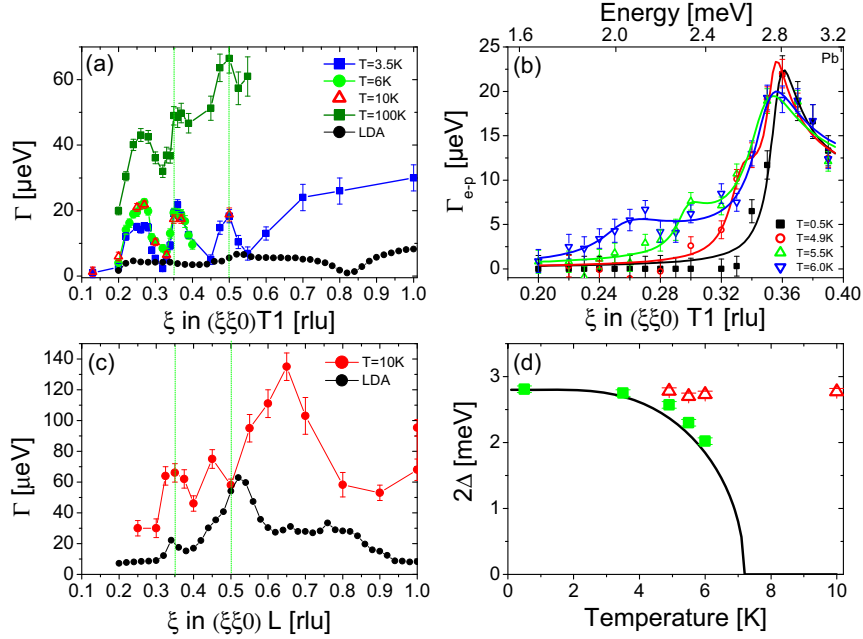 (a)
T=3.5K
T=6K
T=10K
T=100K
LDA
Γ [μeV]
60
40
20
0
0.1 0.2 0.3 0.4 0.5 0.6 0.7 0.8 0.9 1.0
ξ in (ξξ0)T1 [rlu]
Energy [meV]
1.6 2.0 2.4 2.8 3.2
(b)
Pb
Γe-p [μeV]
25
20
15
10
5
0
T=0.5K
T=4.9K
T=5.5K
T=6.0K
0.20 0.24 0.28 0.32 0.36 0.40
ξ in (ξξ0) T1 [rlu]
(c)
T=10K
LDA
Γ [μeV]
140
120
100
80
60
40
20
0
0.1 0.2 0.3 0.4 0.5 0.6 0.7 0.8 0.9 1.0
ξ in (ξξ0) L [rlu]
(d)
2Δ [meV]
3
2
1
0
0 2 4 6 8 10
Temperature [K]